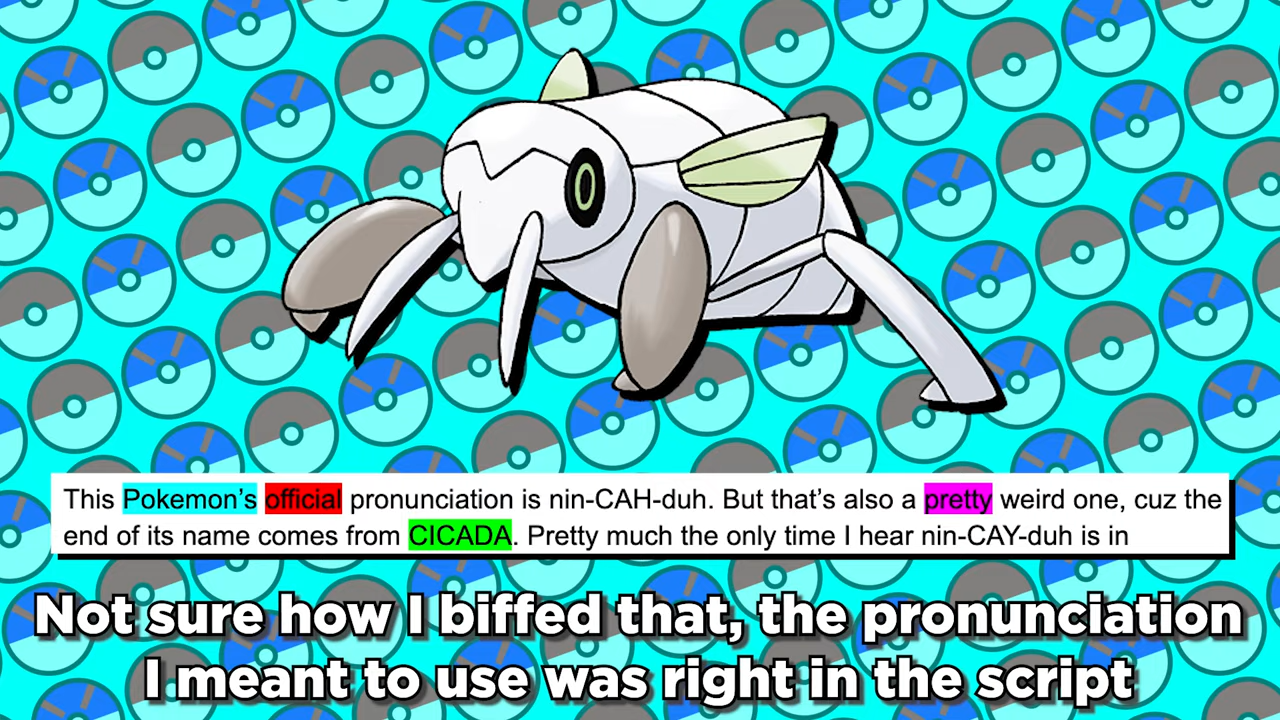 This Pokemon’s official pronunciation is nin-CAH-duh. But that’s also a pretty weird one, cuz the
end of its name comes from CICADA. Pretty much the only time I hear nin-CAY-duh is in
Not sure how I biffed that, the pronunciation
I meant to use was right in the script